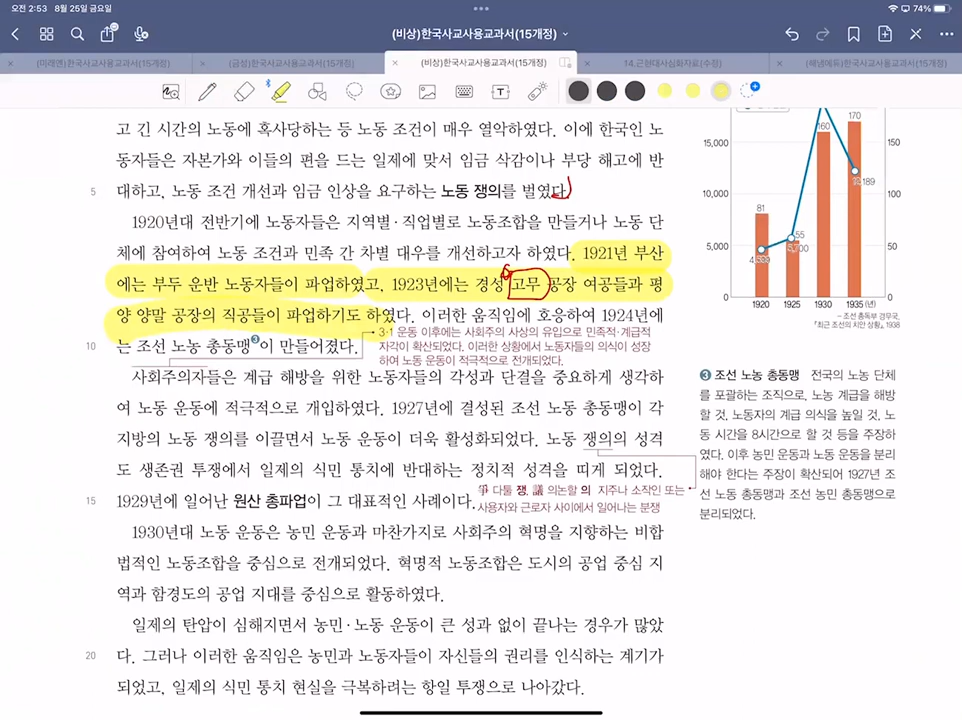 오전 2:53 8월 25일 금요일
74%
(비상)한국사교사용교과서(15개정)
(미래엔)한국사교사용교과서(15개정)
(금성)한국사교사용교과서(15개정)
(비상)한국사교사용교과서(15개정)
14.근현대사심화자료(수정)
(해냄에듀)한국사교사용교과서(15개정)
고 긴 시간의 노동에 혹사당하는 등 노동 조건이 매우 열악하였다. 이에 한국인 노
동자들은 자본가와 이들의 편을 드는 일제에 맞서 임금 삭감이나 부당 해고에 반
5 대하고, 노동 조건 개선과 임금 인상을 요구하는 노동 쟁의를 벌였다.
1920년대 전반기에 노동자들은 지역별·직업별로 노동조합을 만들거나 노동 단
체에 참여하여 노동 조건과 민족 간 차별 대우를 개선하고자 하였다. 1921년 부산
에는 부두 운반 노동자들이 파업하였고, 1923년에는 경성 고무 공장 여공들과 평
양 양말 공장의 직공들이 파업하기도 하였다. 이러한 움직임에 호응하여 1924년에
10 는 조선 노농 총동맹❸이 만들어졌다.
3·1 운동 이후에는 사회주의 사상의 유입으로 민족적·계급적
자각이 확산되었다. 이러한 상황에서 노동자들의 의식이 성장
하여 노동 운동이 적극적으로 전개되었다.
사회주의자들은 계급 해방을 위한 노동자들의 각성과 단결을 중요하게 생각하
여 노동 운동에 적극적으로 개입하였다. 1927년에 결성된 조선 노동 총동맹이 각
지방의 노동 쟁의를 이끌면서 노동 운동이 더욱 활성화되었다. 노동 쟁의의 성격
도 생존권 투쟁에서 일제의 식민 통치에 반대하는 정치적 성격을 띠게 되었다.
15 1929년에 일어난 원산 총파업이 그 대표적인 사례이다.
爭 다툴 쟁, 議 의논할 의 지주나 소작인 또는
사용자와 근로자 사이에서 일어나는 분쟁
1930년대 노동 운동은 농민 운동과 마찬가지로 사회주의 혁명을 지향하는 비합
법적인 노동조합을 중심으로 전개되었다. 혁명적 노동조합은 도시의 공업 중심 지
역과 함경도의 공업 지대를 중심으로 활동하였다.
일제의 탄압이 심해지면서 농민·노동 운동이 큰 성과 없이 끝나는 경우가 많았
20 다. 그러나 이러한 움직임은 농민과 노동자들이 자신들의 권리를 인식하는 계기가
되었고, 일제의 식민 통치 현실을 극복하려는 항일 투쟁으로 나아갔다.
160 170
15,000 150
189
10,000 100
81
55
5,000 50
5,700
0 0
1920 1925 1930 1935 (년)
- 조선 총독부 경무국,
『최근 조선의 치안 상황』, 1938
❸ 조선 노농 총동맹 전국의 노농 단체
를 포괄하는 조직으로, 노농 계급을 해방
할 것, 노동자의 계급 의식을 높일 것, 노
동 시간을 8시간으로 할 것 등을 주장하
였다. 이후 농민 운동과 노동 운동을 분리
해야 한다는 주장이 확산되어 1927년 조
선 노동 총동맹과 조선 농민 총동맹으로
분리되었다.